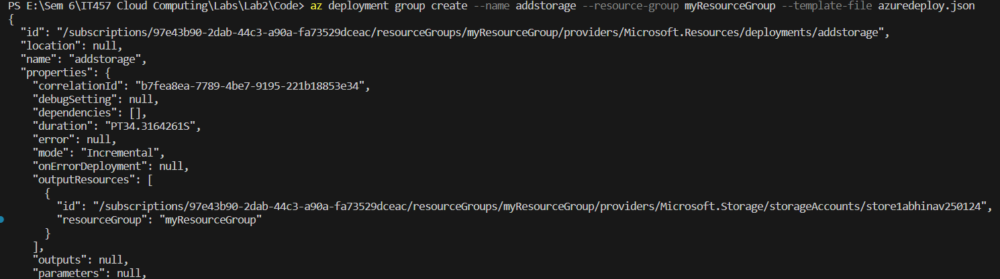 PS E:\Sem 6\IT457 Cloud Computing\Labs\Lab2\Code> az deployment group create --name addstorage --resource-group myResourceGroup --template-file azuredeploy.json
{
  "id": "/subscriptions/97e43b90-2dab-44c3-a90a-fa73529dceac/resourceGroups/myResourceGroup/providers/Microsoft.Resources/deployments/addstorage",
  "location": null,
  "name": "addstorage",
  "properties": {
    "correlationId": "b7fea8ea-7789-4be7-9195-221b18853e34",
    "debugSetting": null,
    "dependencies": [],
    "duration": "PT34.3164261S",
    "error": null,
    "mode": "Incremental",
    "onErrorDeployment": null,
    "outputResources": [
      {
        "id": "/subscriptions/97e43b90-2dab-44c3-a90a-fa73529dceac/resourceGroups/myResourceGroup/providers/Microsoft.Storage/storageAccounts/store1abhinav250124",
        "resourceGroup": "myResourceGroup"
      }
    ],
    "outputs": null,
    "parameters": null,